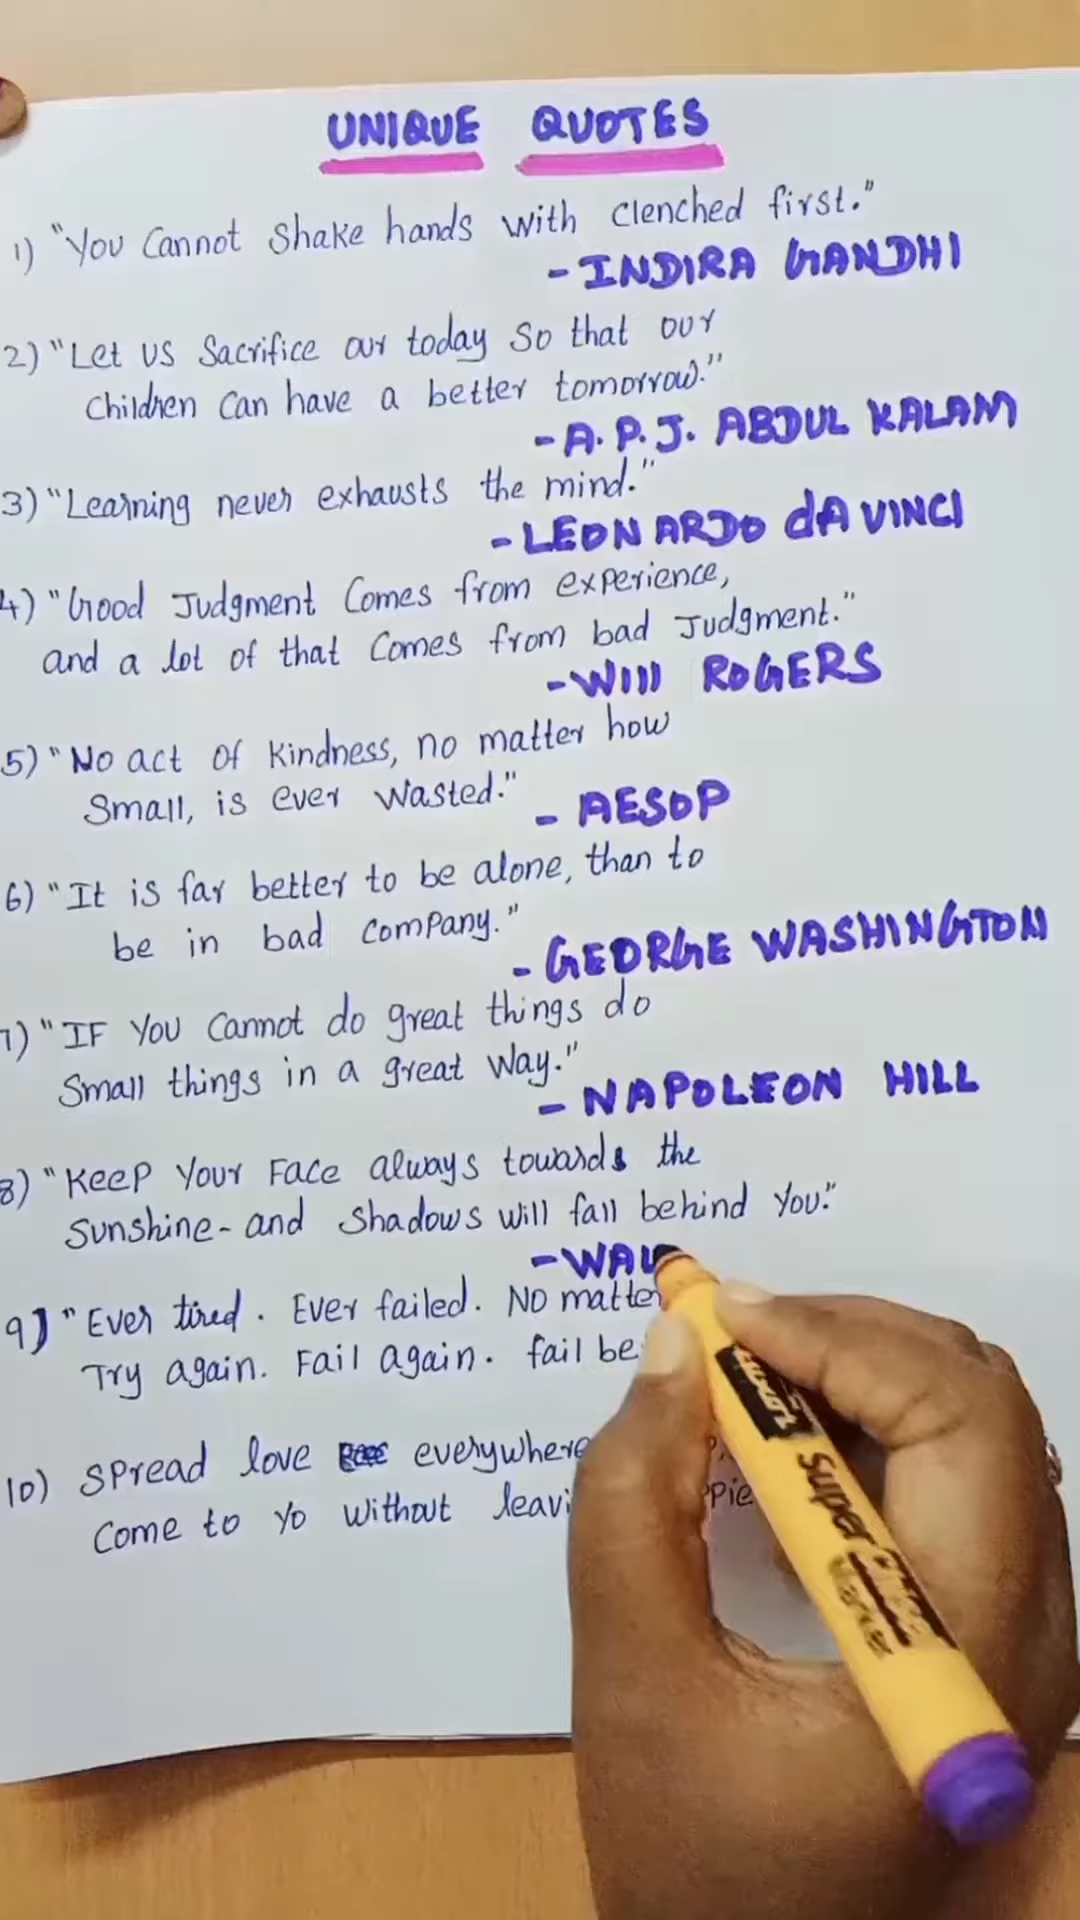 UNIQUE QUOTES
1) "You Cannot Shake hands With Clenched first."
- INDIRA GANDHI
2) "Let US Sacrifice our today So that our
Children Can have a better tomorrow."
- A. P. J. ABDUL KALAM
3) "Learning never exhausts the mind."
- LEONARDO dA VINCI
4) "Good Judgment Comes from experience,
and a lot of that Comes from bad Judgment."
- Will ROGERS
5) "No act of Kindness, no matter how
Small, is ever Wasted."
- AESOP
6) "It is far better to be alone, than to
be in bad Company."
- GEORGE WASHINGTON
7) "IF You Cannot do great things do
Small things in a great Way."
- NAPOLEON HILL
8) "Keep Your Face always towards the
Sunshine - and Shadows Will fall behind You."
- WAL
9) "Ever tired. Ever failed. No matte
Try again. Fail again. fail be
10) Spread love everywhere
Come to Yo Without leavi ppie
Super